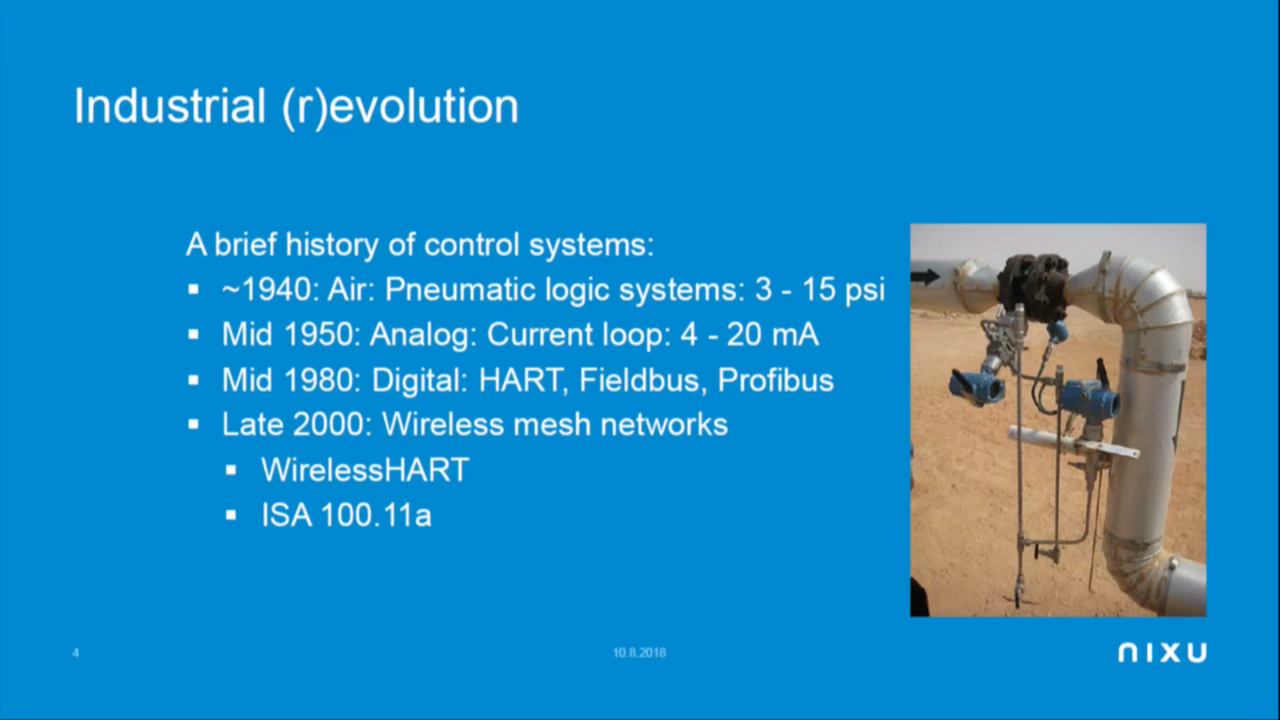 Industrial (r)evolution
A brief history of control systems:
▪ ~1940: Air: Pneumatic logic systems: 3 - 15 psi
▪ Mid 1950: Analog: Current loop: 4 - 20 mA
▪ Mid 1980: Digital: HART, Fieldbus, Profibus
▪ Late 2000: Wireless mesh networks
▪ WirelessHART
▪ ISA 100.11a
4
10.8.2018
nixu